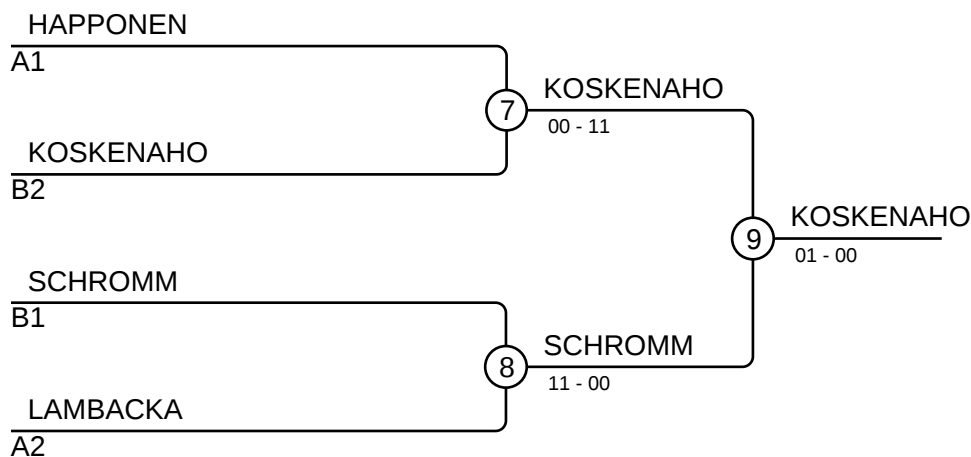 HAPPONEN
A1
KOSKENAHO
B2
7
KOSKENAHO
00 - 11
SCHROMM
B1
LAMBACKA
A2
8
SCHROMM
11 - 00
9
KOSKENAHO
01 - 00